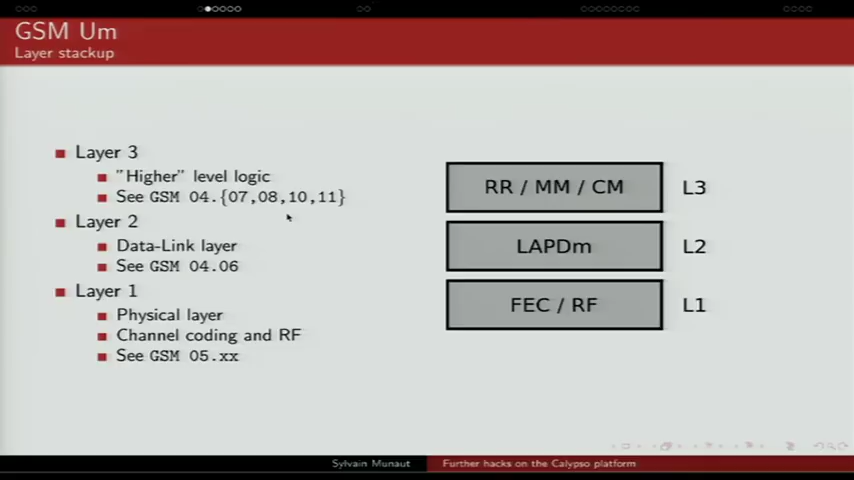 GSM Um
Layer stackup
Layer 3
"Higher" level logic
See GSM 04.{07,08,10,11}
Layer 2
Data-Link layer
See GSM 04.06
Layer 1
Physical layer
Channel coding and RF
See GSM 05.xx
RR / MM / CM L3
LAPDm L2
FEC / RF L1
Sylvain Munaut Further hacks on the Calypso platform